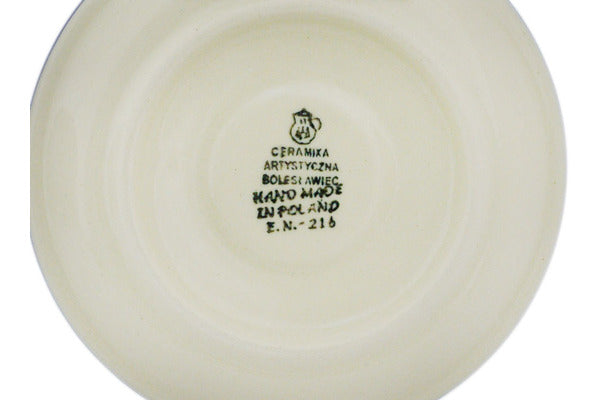 CERAMIKA
ARTYSTYCZNA
BOLESŁAWIEC
HAND MADE
IN POLAND
E.N.-216